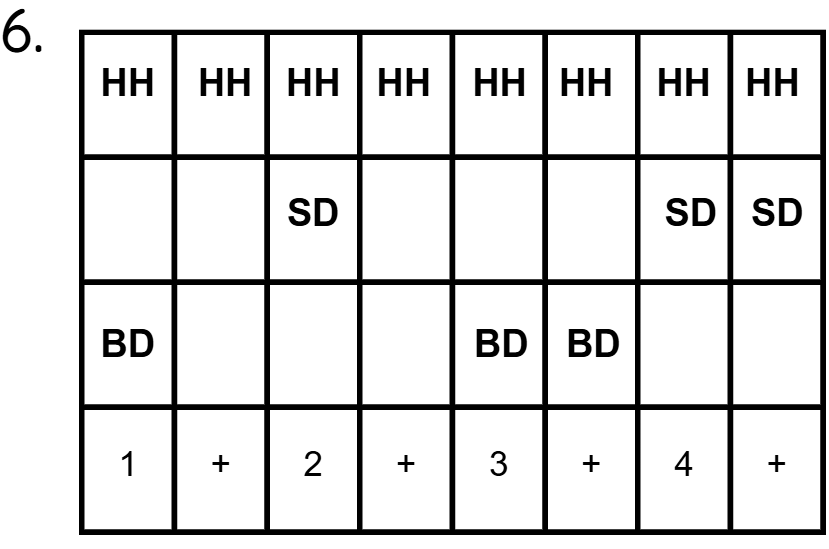 6.
HH HH HH HH HH HH HH HH
SD SD SD
BD BD BD
1 + 2 + 3 + 4 +